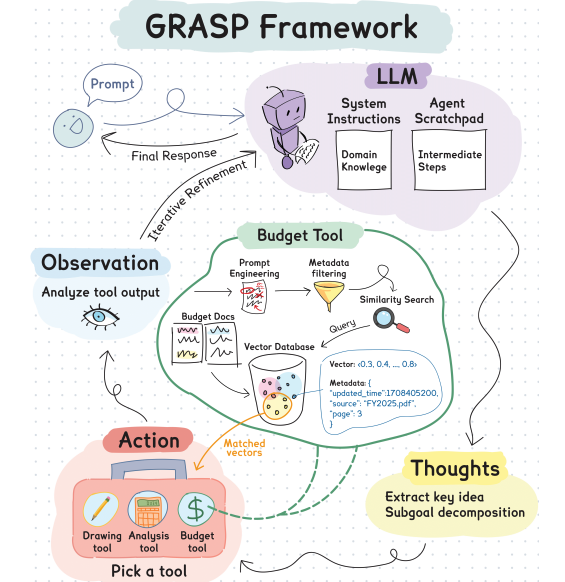 GRASP Framework
Prompt
LLM
System
Instructions
Agent
Scratchpad
Domain
Knowlege
Intermediate
Steps
Final Response
Iterative Refinement
Observation
Analyze tool output
Budget Tool
Prompt
Engineering
Metadata
filtering
Similarity Search
Query
Budget Docs
Vector Database
Vector: <0.3, 0.4, ..., 0.8>
Metadata: {
"updated_time":1708405200,
"source": "FY2025.pdf",
"page": 3
}
Matched
vectors
Action
Drawing
tool
Analysis
tool
$
Budget
tool
Pick a tool
Thoughts
Extract key idea
Subgoal decomposition